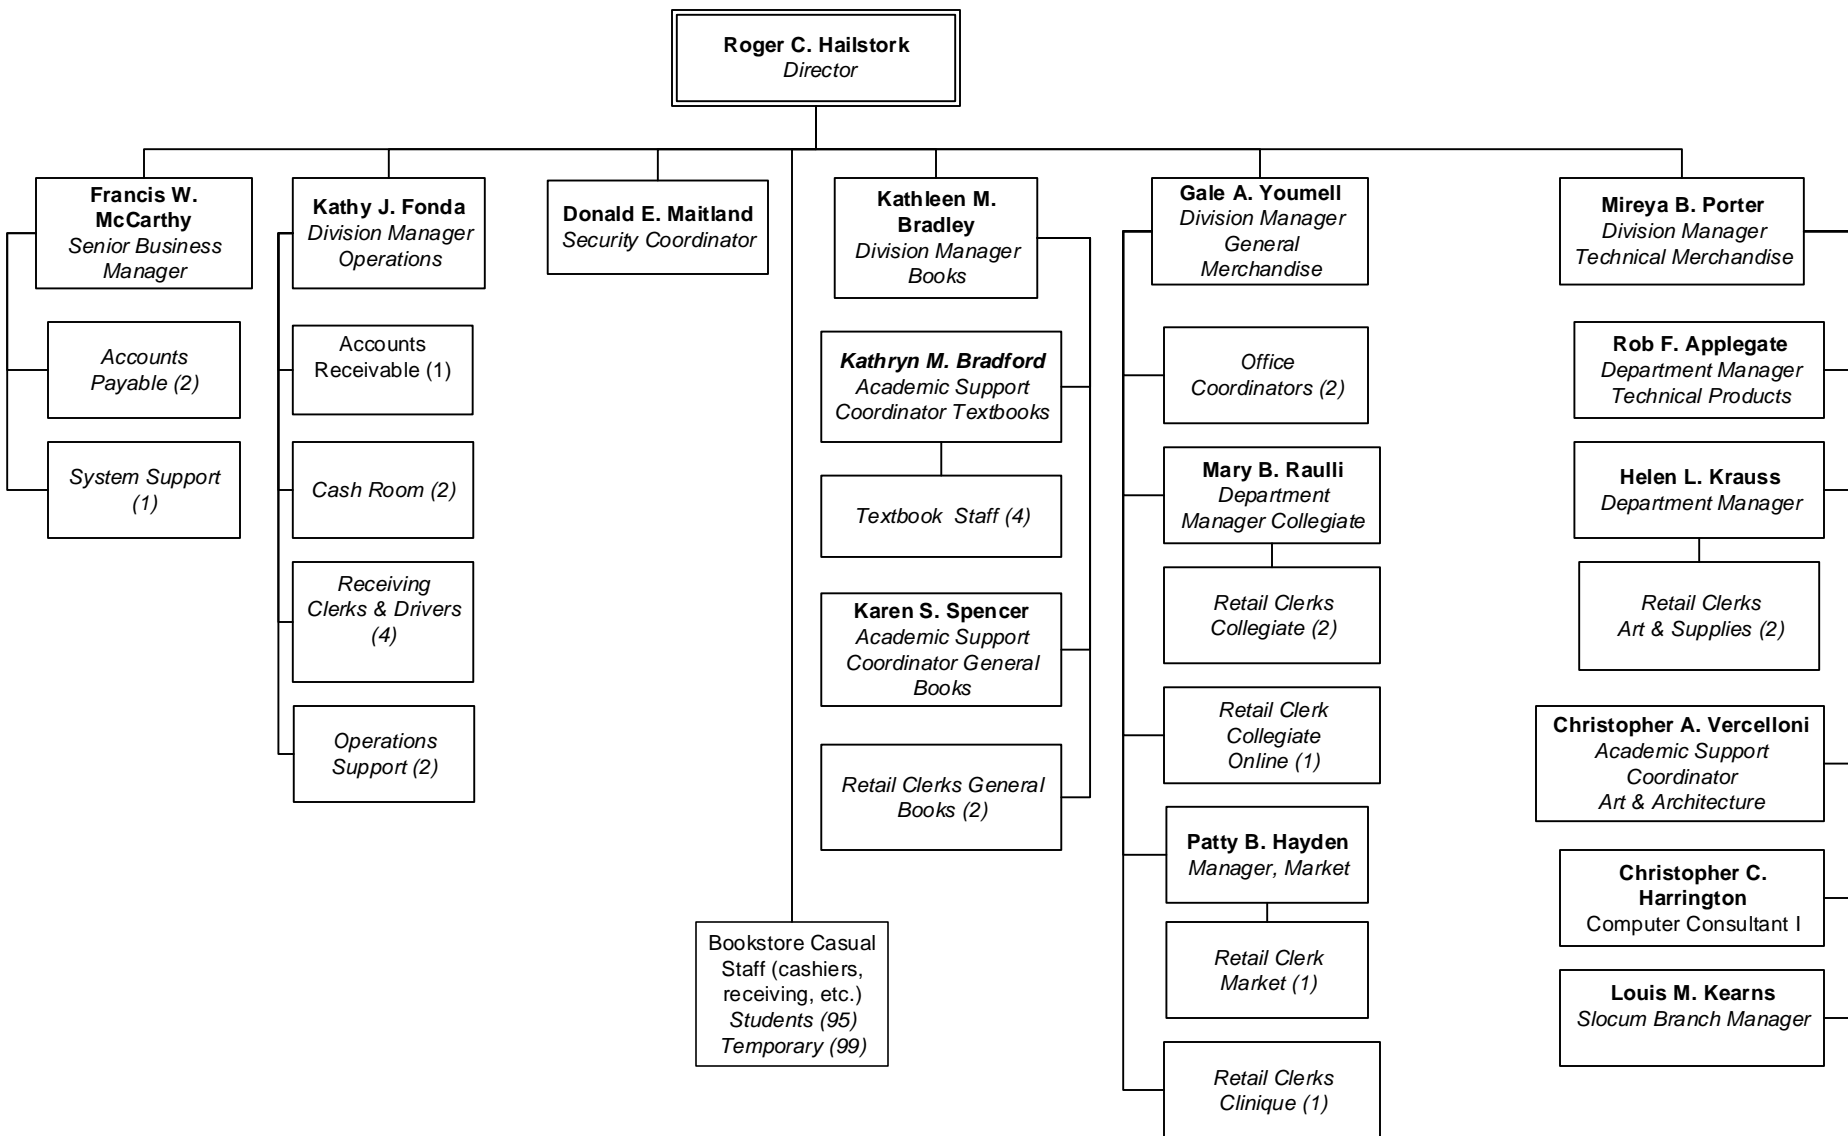 Roger C. Hailstork
Director
Francis W.
McCarthy
Senior Business
Manager
Accounts
Payable (2)
System Support
(1)
Kathy J. Fonda
Division Manager
Operations
Accounts
Receivable (1)
Cash Room (2)
Receiving
Clerks & Drivers
(4)
Operations
Support (2)
Donald E. Maitland
Security Coordinator
Bookstore Casual
Staff (cashiers,
receiving, etc.)
Students (95)
Temporary (99)
Kathleen M.
Bradley
Division Manager
Books
Kathryn M. Bradford
Academic Support
Coordinator Textbooks
Textbook Staff (4)
Karen S. Spencer
Academic Support
Coordinator General
Books
Retail Clerks General
Books (2)
Gale A. Youmell
Division Manager
General
Merchandise
Office
Coordinators (2)
Mary B. Raulli
Department
Manager Collegiate
Retail Clerks
Collegiate (2)
Retail Clerk
Collegiate
Online (1)
Patty B. Hayden
Manager, Market
Retail Clerk
Market (1)
Retail Clerks
Clinique (1)
Mireya B. Porter
Division Manager
Technical Merchandise
Rob F. Applegate
Department Manager
Technical Products
Helen L. Krauss
Department Manager
Retail Clerks
Art & Supplies (2)
Christopher A. Vercelloni
Academic Support
Coordinator
Art & Architecture
Christopher C.
Harrington
Computer Consultant I
Louis M. Kearns
Slocum Branch Manager